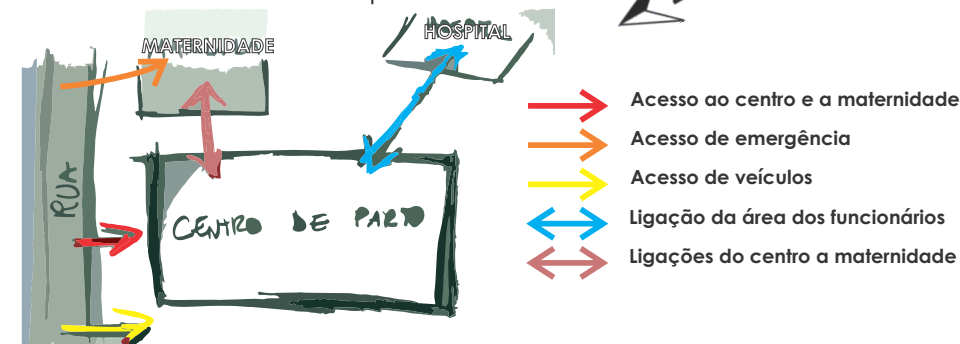 MATERNIDADE
HOSPITAL
RUA
CENTRO DE PARTO
Acesso ao centro e a maternidade
Acesso de emergência
Acesso de veículos
Ligação da área dos funcionários
Ligações do centro a maternidade